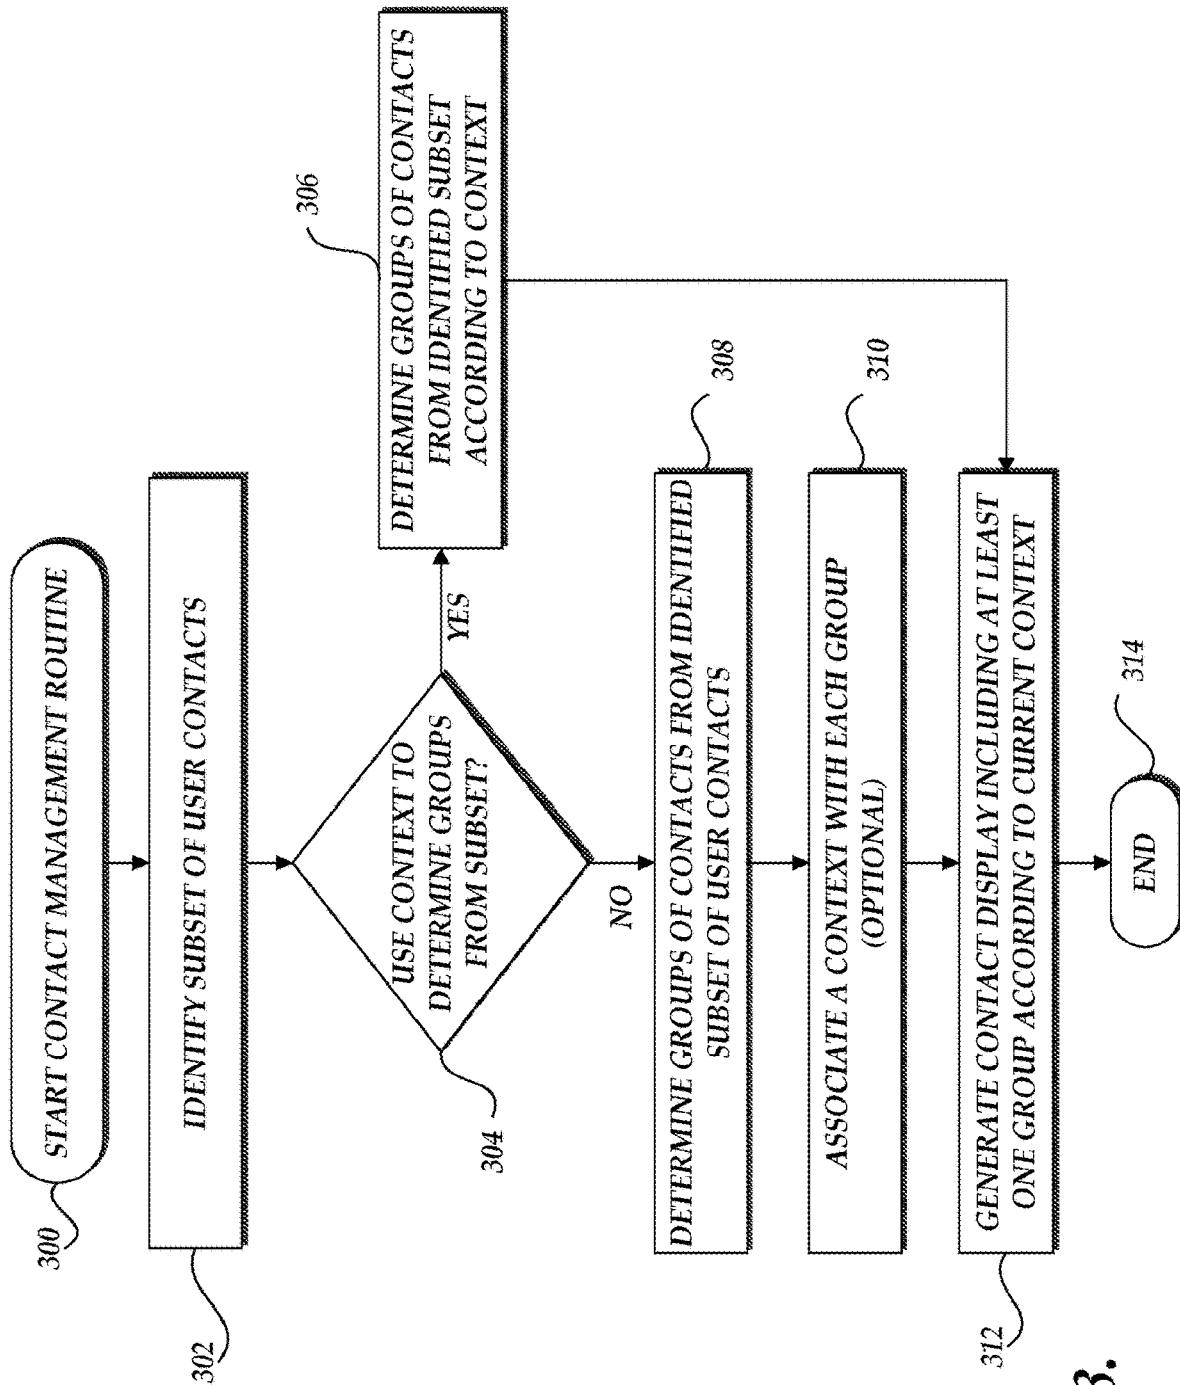 300
START CONTACT MANAGEMENT ROUTINE
302
IDENTIFY SUBSET OF USER CONTACTS
304
USE CONTEXT TO
DETERMINE GROUPS
FROM SUBSET?
YES
306
DETERMINE GROUPS OF CONTACTS
FROM IDENTIFIED SUBSET
ACCORDING TO CONTEXT
NO
308
DETERMINE GROUPS OF CONTACTS FROM IDENTIFIED
SUBSET OF USER CONTACTS
310
ASSOCIATE A CONTEXT WITH EACH GROUP
(OPTIONAL)
312
GENERATE CONTACT DISPLAY INCLUDING AT LEAST
ONE GROUP ACCORDING TO CURRENT CONTEXT
314
END
3.